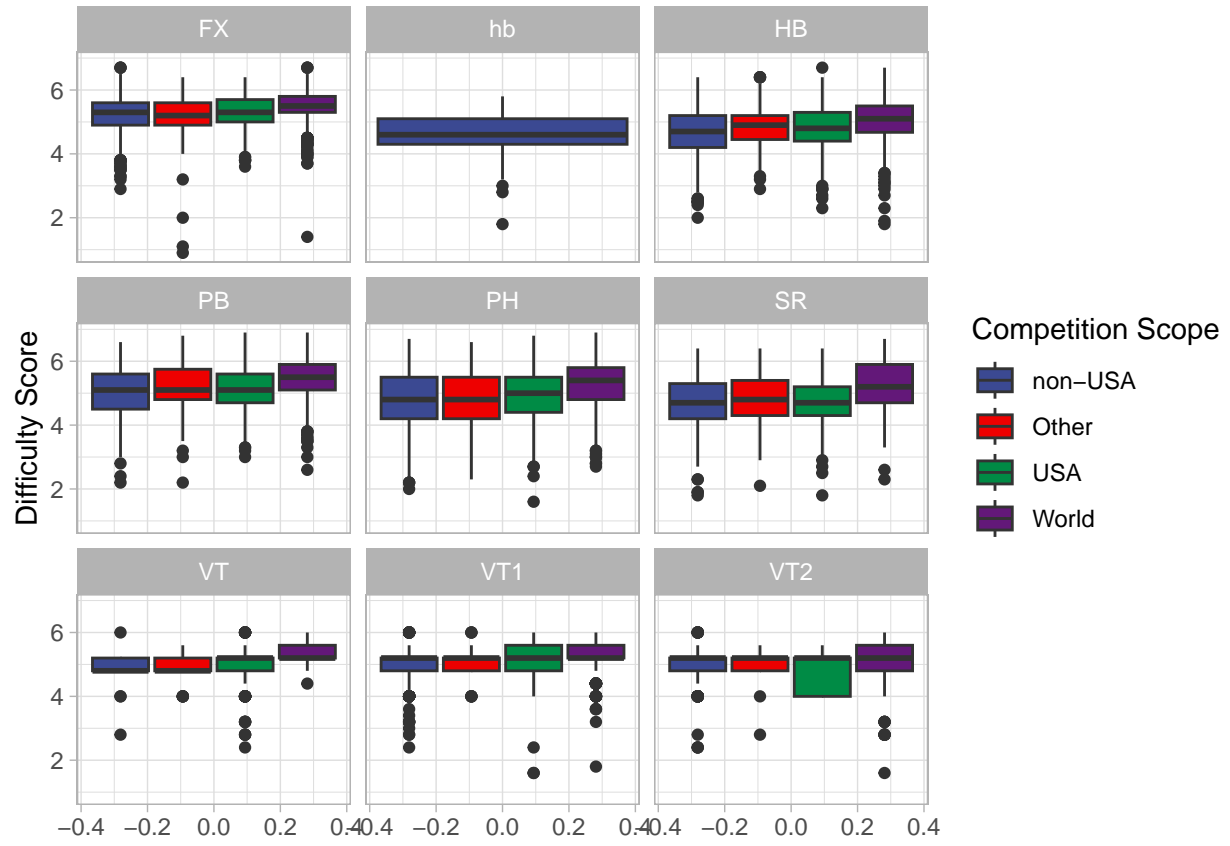 FX hb HB
6
4
2
PB PH SR
6
4
2
Difficulty Score
VT VT1 VT2
6
4
2
−0.4 −0.2 0.0 0.2 0.4 −0.4 −0.2 0.0 0.2 0.4 −0.4 −0.2 0.0 0.2 0.4
Competition Scope
non−USA
Other
USA
World